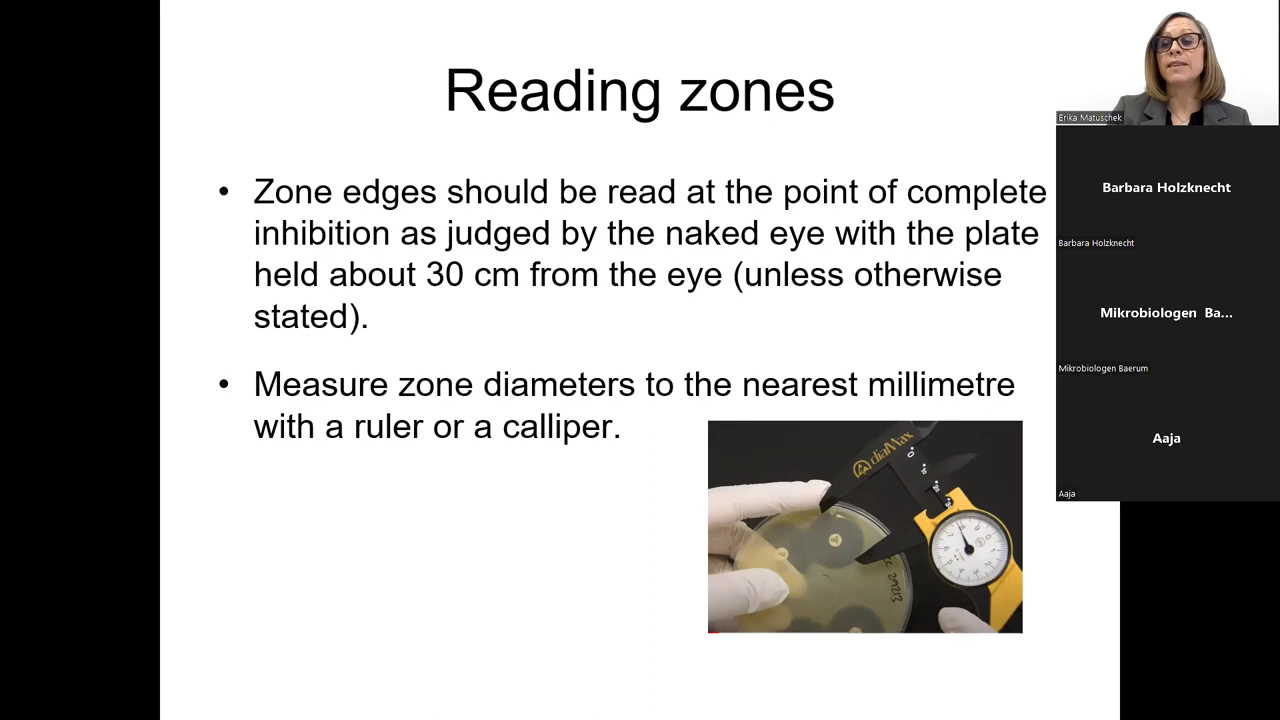 Reading zones
• Zone edges should be read at the point of complete
inhibition as judged by the naked eye with the plate
held about 30 cm from the eye (unless otherwise
stated).
• Measure zone diameters to the nearest millimetre
with a ruler or a calliper.
diaMax
Erika Matuschek
Barbara Holzknecht
Barbara Holzknecht
Mikrobiologen Ba...
Mikrobiologen Baerum
Aaja
Aaja